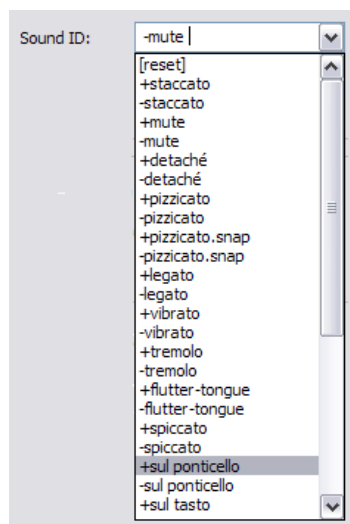 Sound ID: -mute
[reset]
+staccato
-staccato
+mute
-mute
+detaché
-detaché
+pizzicato
-pizzicato
+pizzicato.snap
-pizzicato.snap
+legato
-legato
+vibrato
-vibrato
+tremolo
-tremolo
+flutter-tongue
-flutter-tongue
+spiccato
-spiccato
+sul ponticello
-sul ponticello
+sul tasto